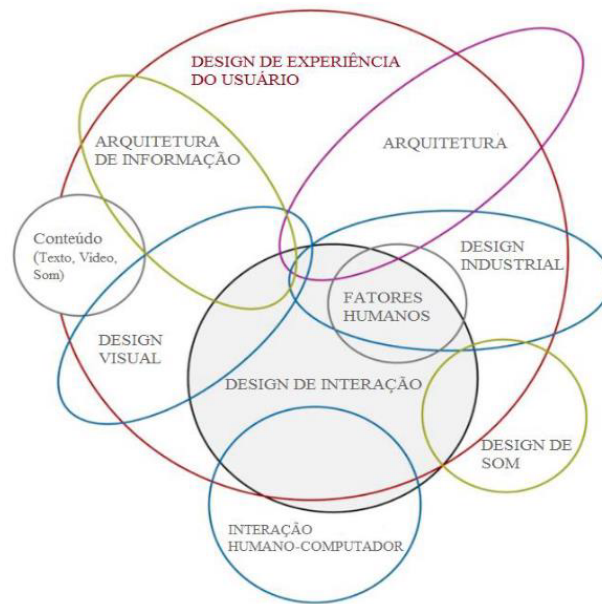 DESIGN DE EXPERIÊNCIA
DO USUÁRIO
ARQUITETURA
DE INFORMAÇÃO
ARQUITETURA
Conteúdo
(Texto, Vídeo,
Som)
DESIGN
INDUSTRIAL
FATORES
HUMANOS
DESIGN
VISUAL
DESIGN DE INTERAÇÃO
DESIGN DE
SOM
INTERAÇÃO
HUMANO-COMPUTADOR